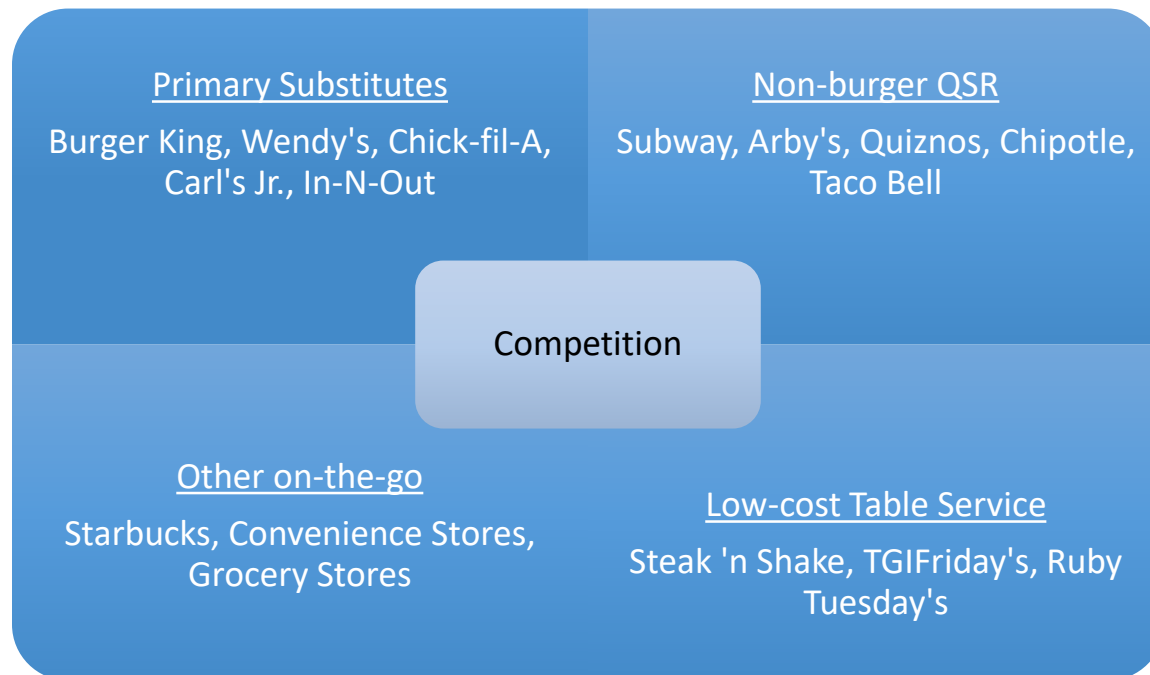 Primary Substitutes
Burger King, Wendy's, Chick-fil-A,
Carl's Jr., In-N-Out
Non-burger QSR
Subway, Arby's, Quiznos, Chipotle,
Taco Bell
Competition
Other on-the-go
Starbucks, Convenience Stores,
Grocery Stores
Low-cost Table Service
Steak 'n Shake, TGIFriday's, Ruby
Tuesday's